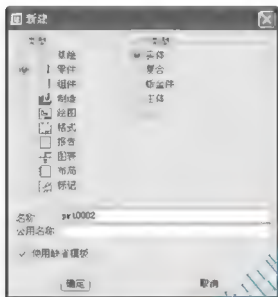 新建
类型
子类型
草绘
零件
组件
制造
绘图
格式
报告
图表
布局
标记
实体
复合
钣金件
主体
名称 prt0002
公用名称
使用缺省模板
确定
取消